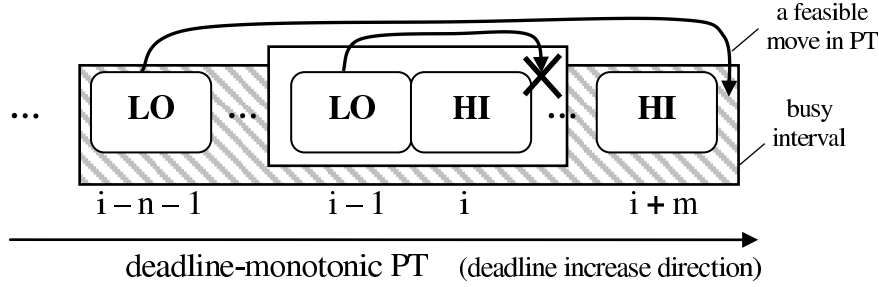 a feasible
move in PT
... LO ... LO HI ... HI
busy
interval
i – n – 1 i – 1 i i + m
deadline-monotonic PT (deadline increase direction)